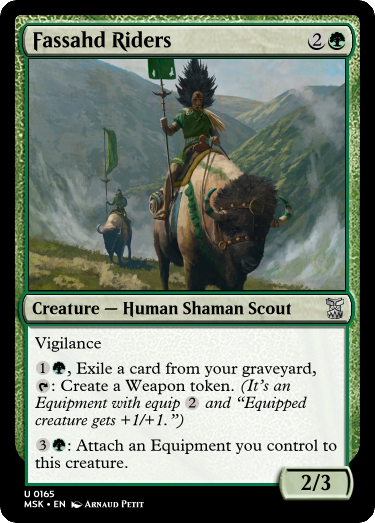 Fassahd Riders 2
Creature — Human Shaman Scout
Vigilance
1, Exile a card from your graveyard,
: Create a Weapon token. (It's an
Equipment with equip 2 and “Equipped
creature gets +1/+1.”)
3: Attach an Equipment you control to
this creature.
2/3
U 0165
MSK • EN Arnaud Petit